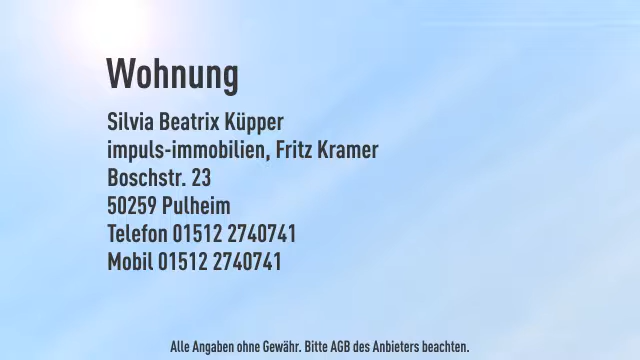 Wohnung
Silvia Beatrix Küpper
impuls-immobilien, Fritz Kramer
Boschstr. 23
50259 Pulheim
Telefon 01512 2740741
Mobil 01512 2740741
Alle Angaben ohne Gewähr. Bitte AGB des Anbieters beachten.